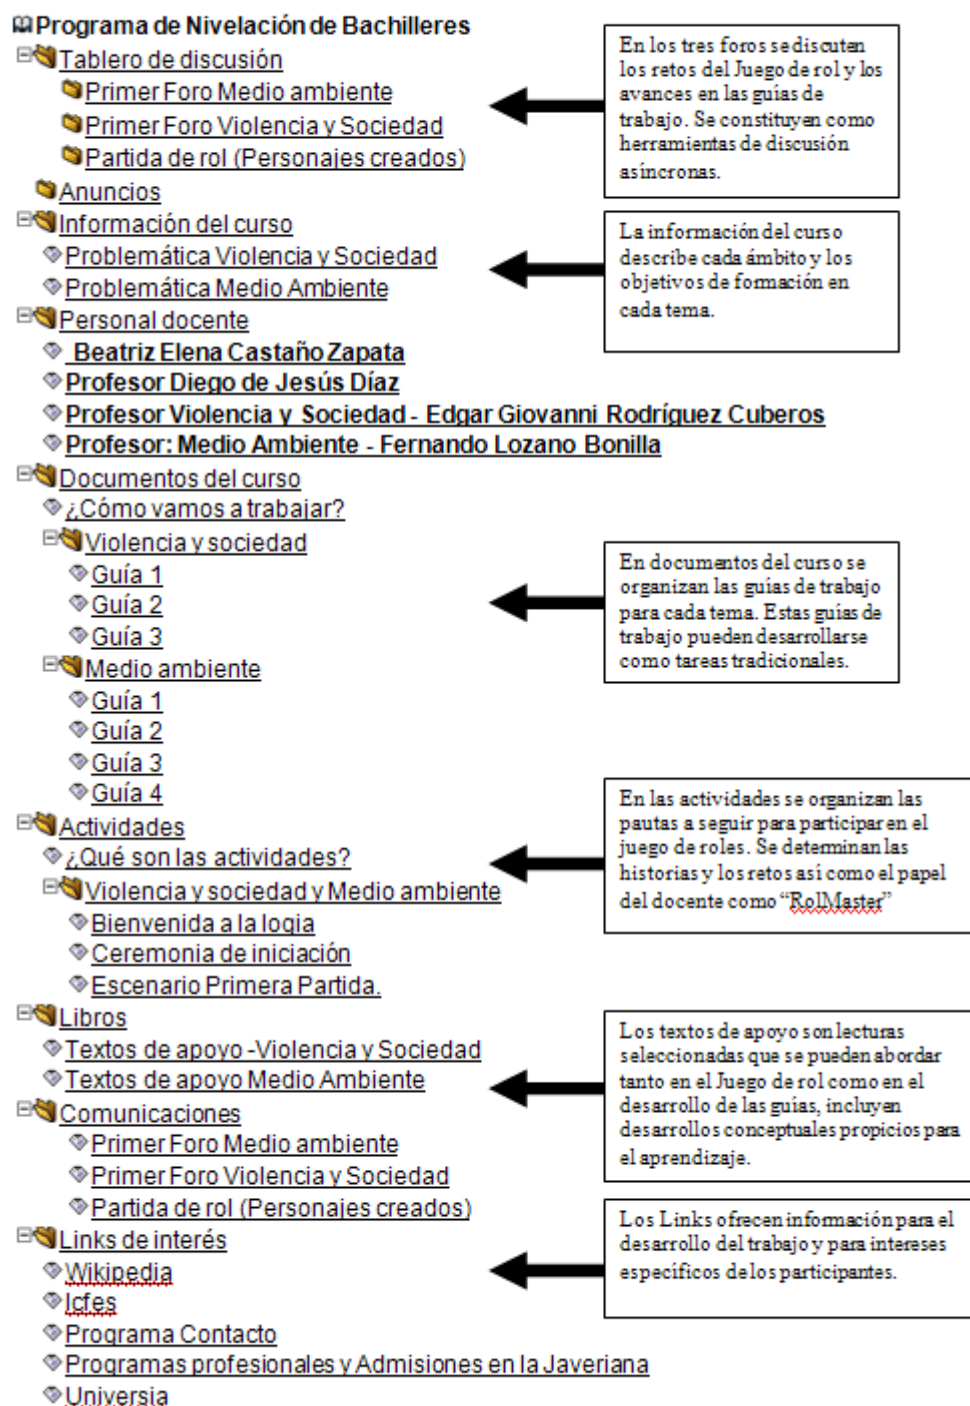 Programa de Nivelación de Bachilleres
Tablero de discusión
Primer Foro Medio ambiente
Primer Foro Violencia y Sociedad
Partida de rol (Personajes creados)
En los tres foros se discuten
los retos del Juego de rol y los
avances en las guías de
trabajo. Se constituyen como
herramientas de discusión
asíncronas.
Anuncios
Información del curso
Problemática Violencia y Sociedad
Problemática Medio Ambiente
La información del curso
describe cada ámbito y los
objetivos de formación en
cada tema.
Personal docente
Beatriz Elena Castaño Zapata
Profesor Diego de Jesús Díaz
Profesor Violencia y Sociedad - Edgar Giovanni Rodríguez Cuberos
Profesor: Medio Ambiente - Fernando Lozano Bonilla
Documentos del curso
¿Cómo vamos a trabajar?
Violencia y sociedad
Guía 1
Guía 2
Guía 3
En documentos del curso se
organizan las guías de trabajo
para cada tema. Estas guías de
trabajo pueden desarrollarse
como tareas tradicionales.
Medio ambiente
Guía 1
Guía 2
Guía 3
Guía 4
Actividades
¿Qué son las actividades?
Violencia y sociedad y Medio ambiente
Bienvenida a la logia
Ceremonia de iniciación
Escenario Primera Partida.
En las actividades se organizan las
pautas a seguir para participar en el
juego de roles. Se determinan las
historias y los retos así como el papel
del docente como “RolMaster”
Libros
Textos de apoyo -Violencia y Sociedad
Textos de apoyo Medio Ambiente
Los textos de apoyo son lecturas
seleccionadas que se pueden abordar
tanto en el Juego de rol como en el
desarrollo de las guías, incluyen
desarrollos conceptuales propicios para
el aprendizaje.
Comunicaciones
Primer Foro Medio ambiente
Primer Foro Violencia y Sociedad
Partida de rol (Personajes creados)
Links de interés
Wikipedia
Icfes
Programa Contacto
Programas profesionales y Admisiones en la Javeriana
Universia
Los Links ofrecen información para el
desarrollo del trabajo y para intereses
específicos de los participantes.